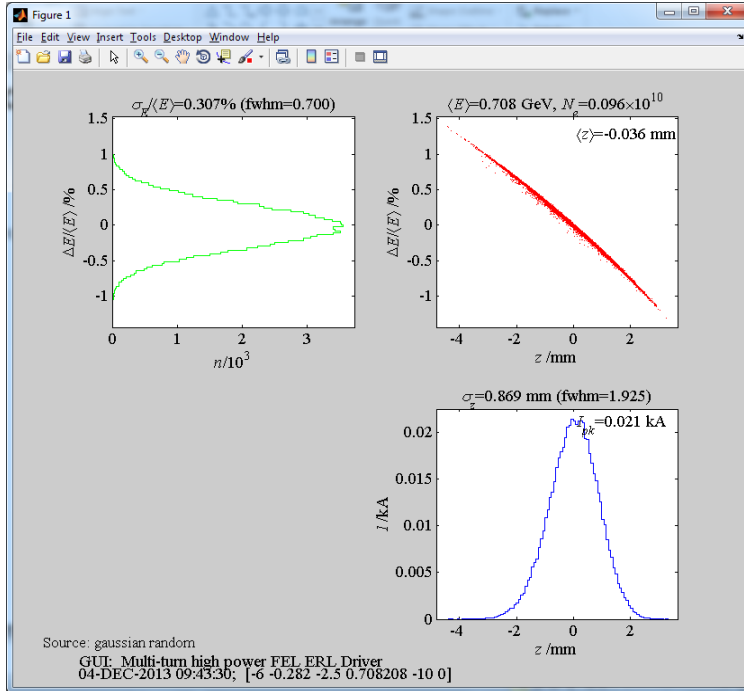 Figure 1
File Edit View Insert Tools Desktop Window Help
σE/⟨E⟩=0.307% (fwhm=0.700)
1.5
1
0.5
0
-0.5
-1
ΔE/⟨E⟩ /%
0 1 2 3
n/10^3
⟨E⟩=0.708 GeV, Ne=0.096×10^10
⟨z⟩=-0.036 mm
1.5
1
0.5
0
-0.5
-1
ΔE/⟨E⟩ /%
-4 -2 0 2
z /mm
σz=0.869 mm (fwhm=1.925)
Ipk=0.021 kA
0.02
0.015
0.01
0.005
0
I/kA
-4 -2 0 2
z /mm
Source: gaussian random
GUI: Multi-turn high power FEL ERL Driver
04-DEC-2013 09:43:30; [-6 -0.282 -2.5 0.708208 -10 0]